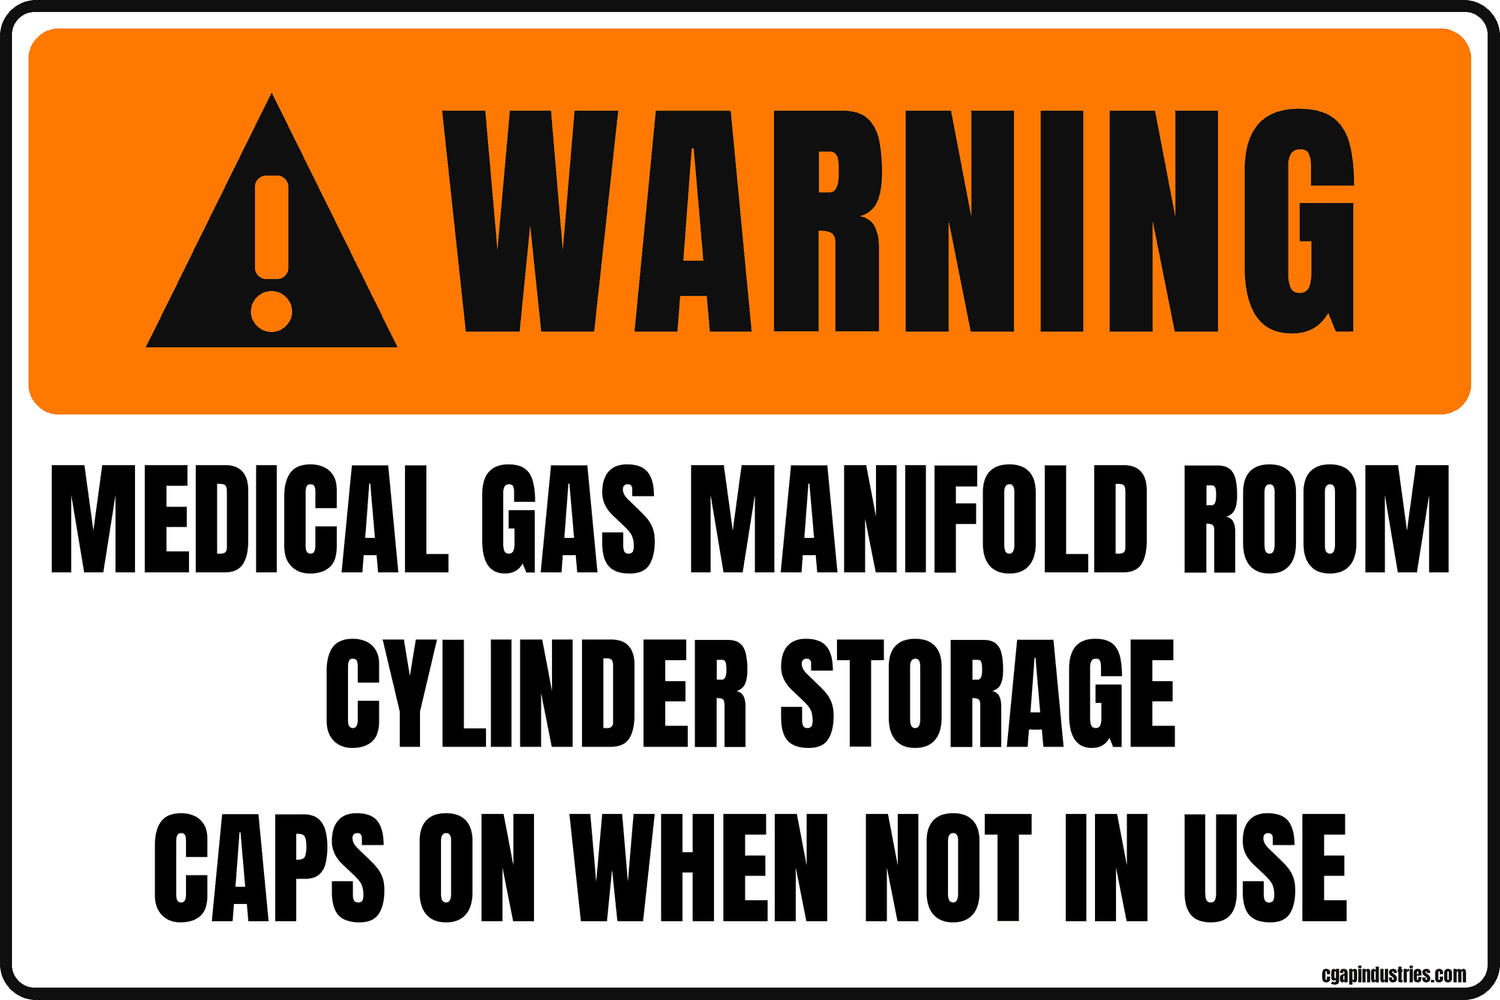 WARNING
MEDICAL GAS MANIFOLD ROOM
CYLINDER STORAGE
CAPS ON WHEN NOT IN USE
cgapindustries.com